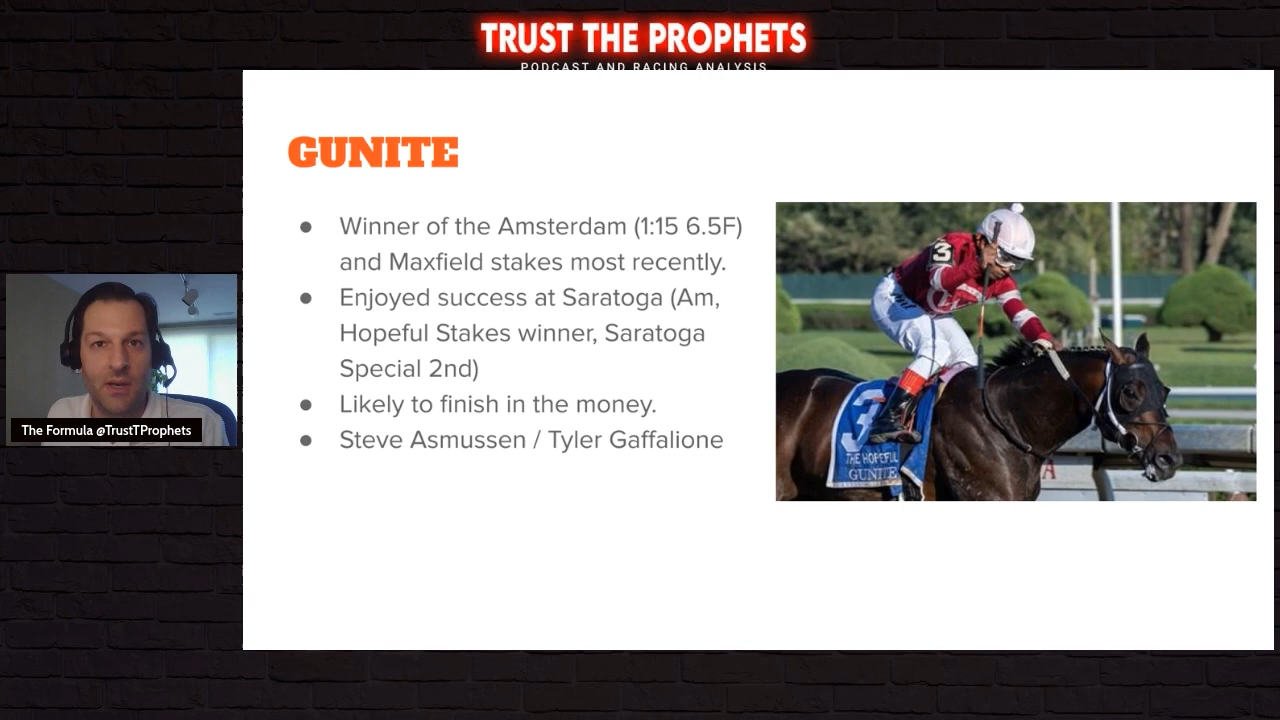 TRUST THE PROPHETS
PODCAST AND RACING ANALYSIS
GUNITE
● Winner of the Amsterdam (1:15 6.5F)
and Maxfield stakes most recently.
● Enjoyed success at Saratoga (Am,
Hopeful Stakes winner, Saratoga
Special 2nd)
● Likely to finish in the money.
● Steve Asmussen / Tyler Gaffalione
3
3
THE HOPEFUL
GUNITE
A
The Formula @TrustTProphets